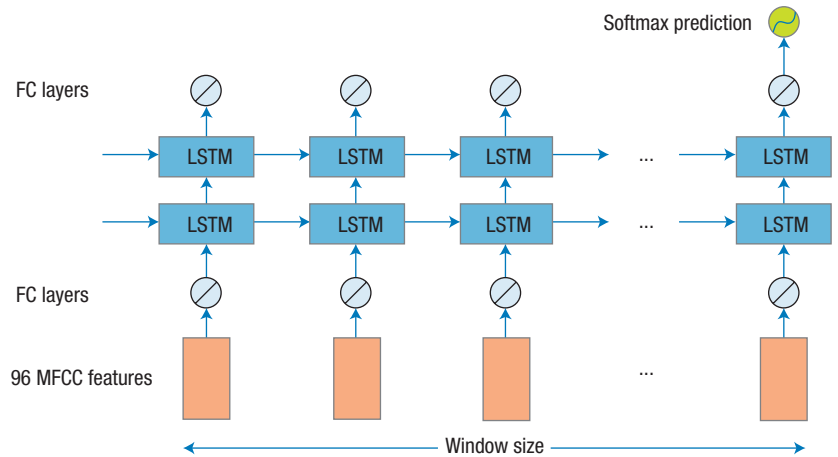 Softmax prediction
FC layers
LSTM LSTM LSTM ... LSTM
LSTM LSTM LSTM ... LSTM
FC layers
96 MFCC features ...
Window size